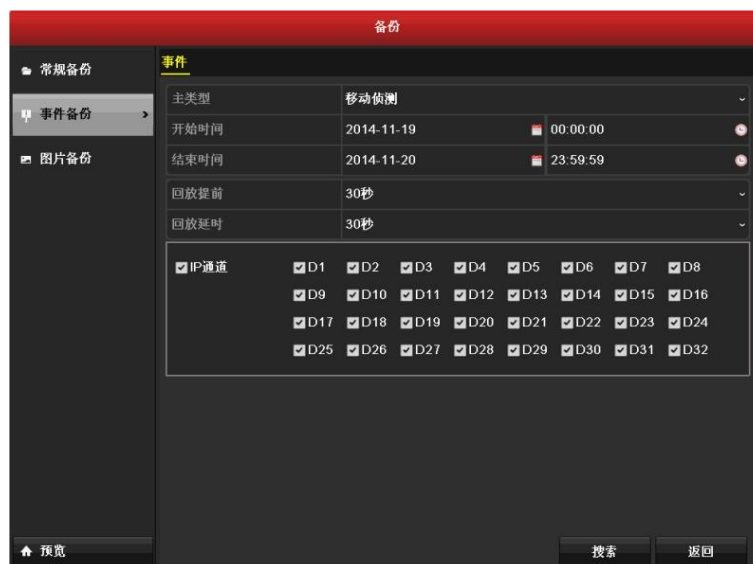 备份
常规备份
事件备份
图片备份
事件
主类型 移动侦测
开始时间 2014-11-19 00:00:00
结束时间 2014-11-20 23:59:59
回放提前 30秒
回放延时 30秒
IP通道 D1 D2 D3 D4 D5 D6 D7 D8
D9 D10 D11 D12 D13 D14 D15 D16
D17 D18 D19 D20 D21 D22 D23 D24
D25 D26 D27 D28 D29 D30 D31 D32
预览 搜索 返回